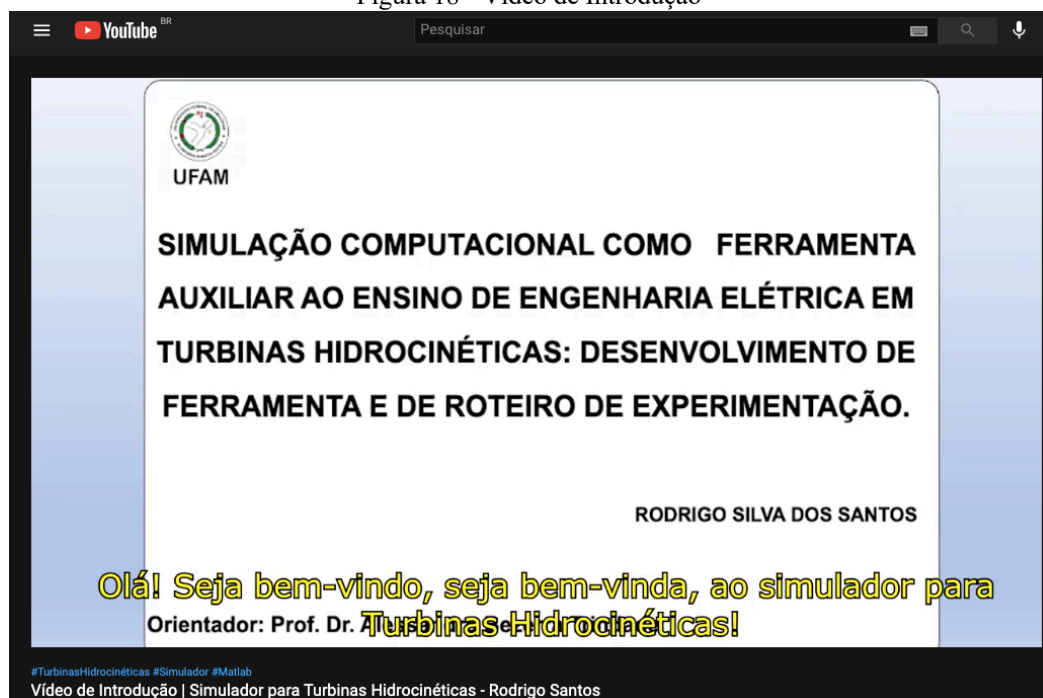 Figura 18 - Vídeo de Introdução
YouTube BR
Pesquisar
UFAM
SIMULAÇÃO COMPUTACIONAL COMO FERRAMENTA
AUXILIAR AO ENSINO DE ENGENHARIA ELÉTRICA EM
TURBINAS HIDROCINÉTICAS: DESENVOLVIMENTO DE
FERRAMENTA E DE ROTEIRO DE EXPERIMENTAÇÃO.
RODRIGO SILVA DOS SANTOS
Olá! Seja bem-vindo, seja bem-vinda, ao simulador para
Turbinas Hidrocinéticas!
Orientador: Prof. Dr.
#TurbinasHidrocinéticas #Simulador #Matlab
Vídeo de Introdução | Simulador para Turbinas Hidrocinéticas - Rodrigo Santos